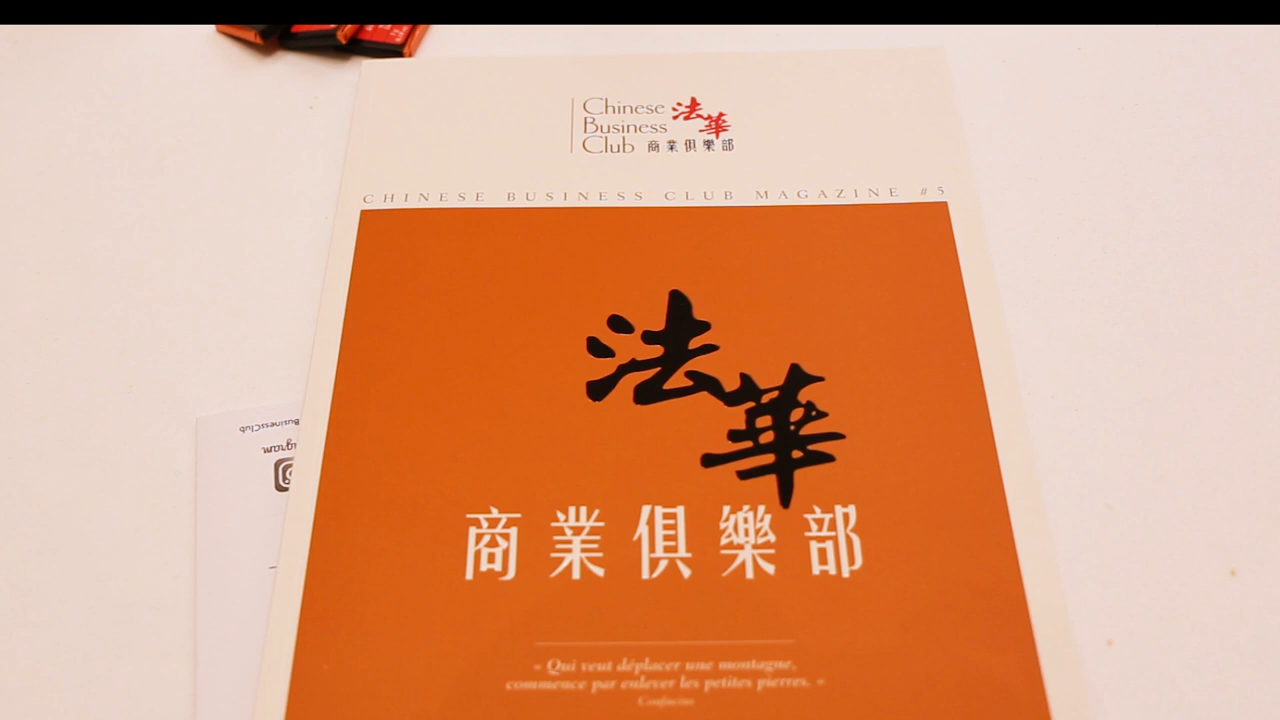 Chinese
Business
Club
法華
商業俱樂部
CHINESE BUSINESS CLUB MAGAZINE #5
法華
商業俱樂部
« Qui veut déplacer une montagne,
commence par enlever les petites pierres. »
Confucius
BusinessClub